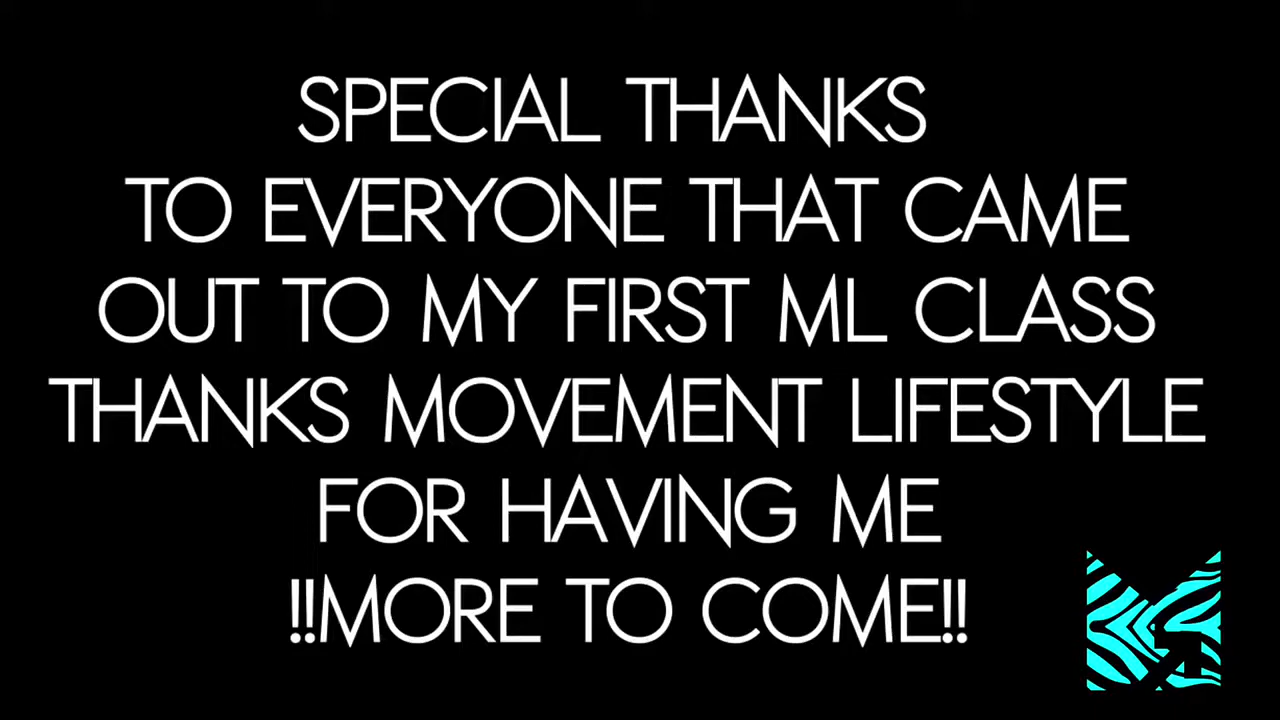 SPECIAL THANKS
TO EVERYONE THAT CAME
OUT TO MY FIRST ML CLASS
THANKS MOVEMENT LIFESTYLE
FOR HAVING ME
!!MORE TO COME!!